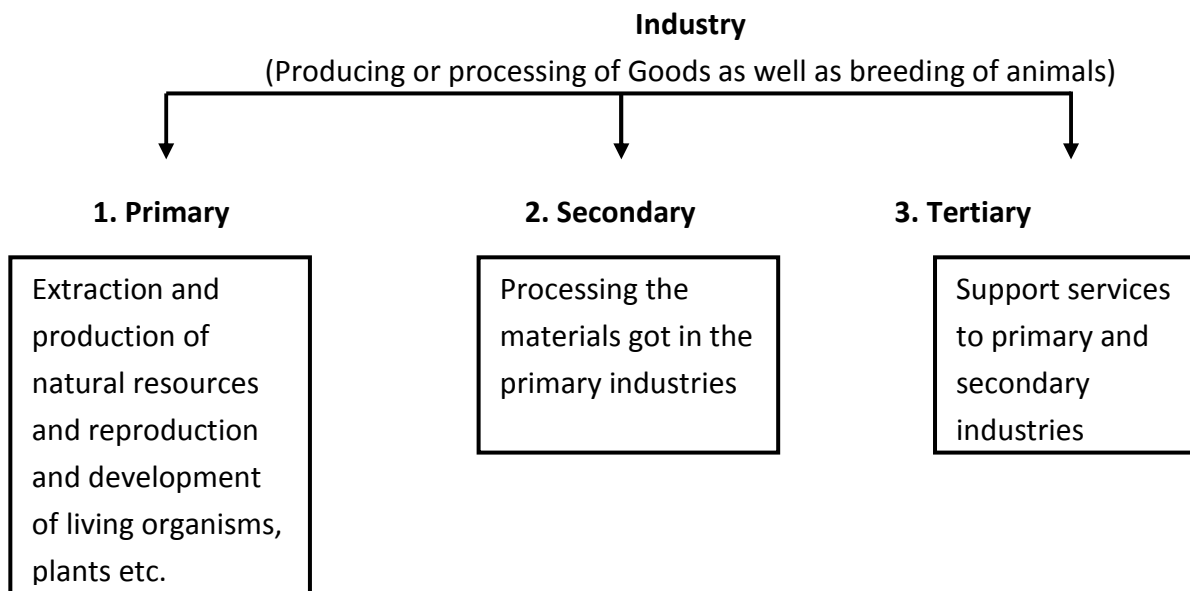 Industry
(Producing or processing of Goods as well as breeding of animals)
1. Primary
2. Secondary
3. Tertiary
Extraction and
production of
natural resources
and reproduction
and development
of living organisms,
plants etc.
Processing the
materials got in the
primary industries
Support services
to primary and
secondary
industries